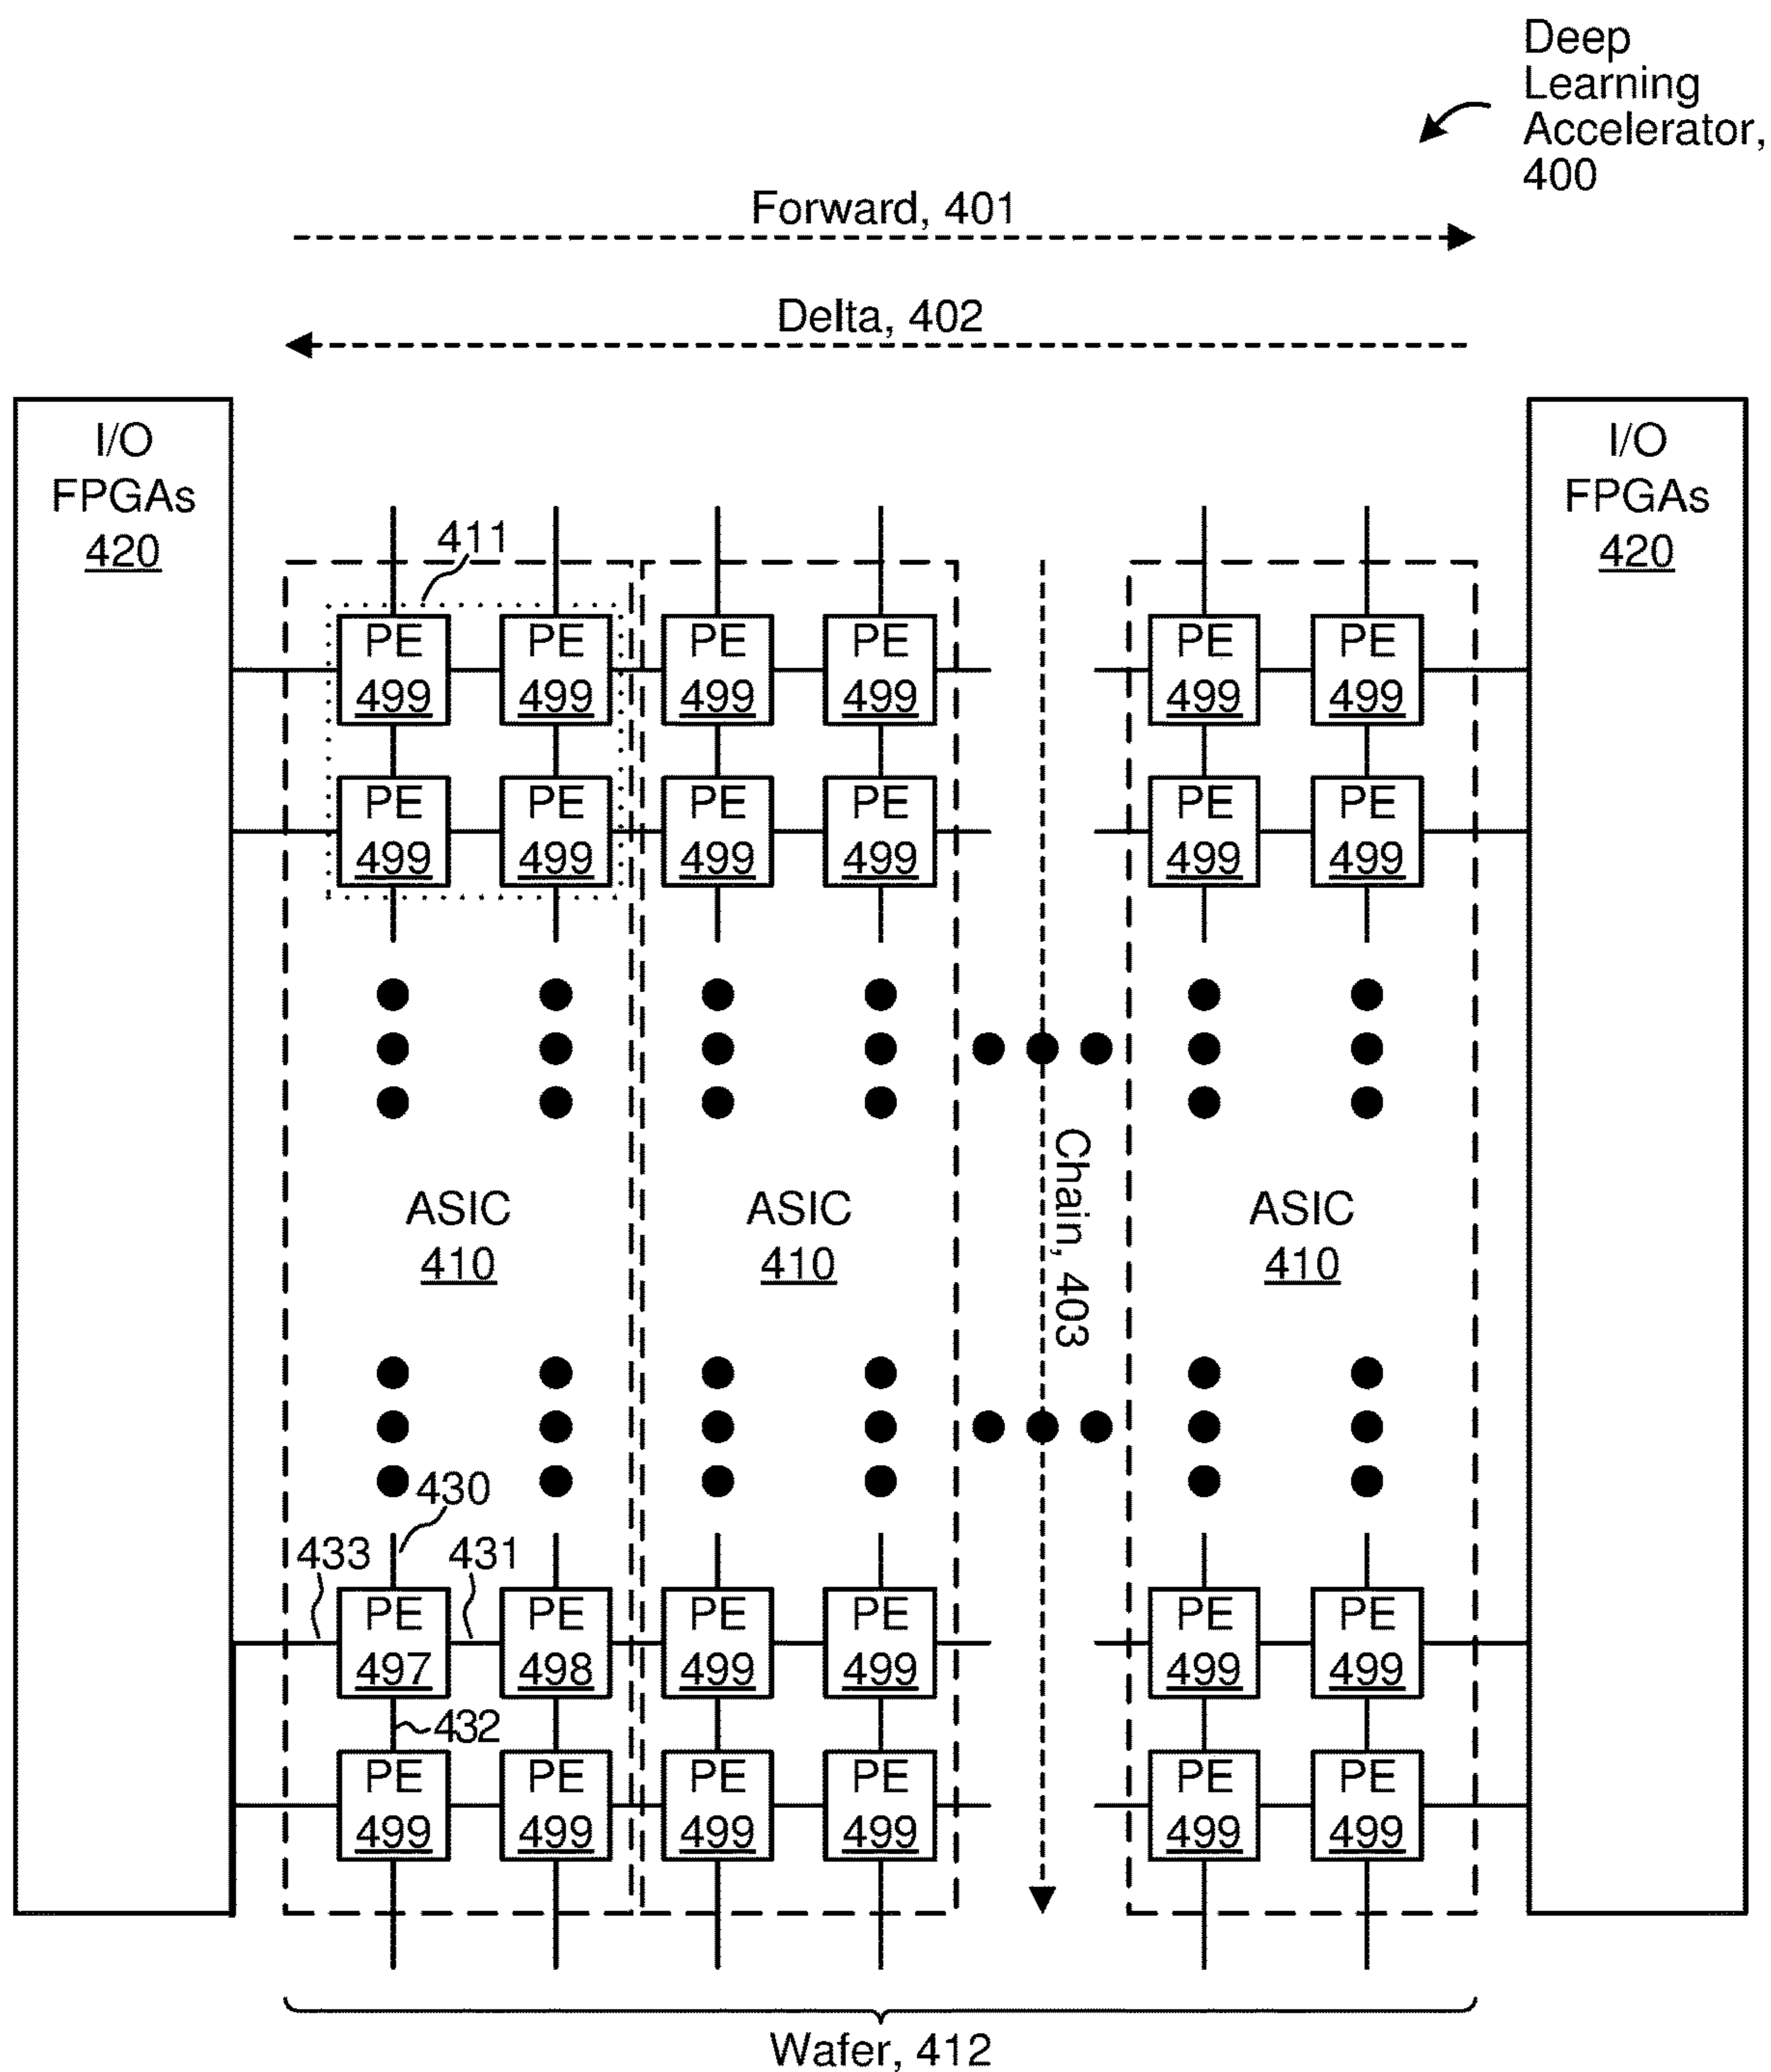 Deep
Learning
Accelerator,
400
Forward, 401
Delta, 402
I/O
FPGAs
420
I/O
FPGAs
420
411
PE PE PE PE PE PE
499 499 499 499 499 499
PE PE PE PE PE PE
499 499 499 499 499 499
Chain, 403
ASIC ASIC ASIC
410 410 410
430
433 431
PE PE PE PE PE PE
497 498 499 499 499 499
432
PE PE PE PE PE PE
499 499 499 499 499 499
Wafer, 412